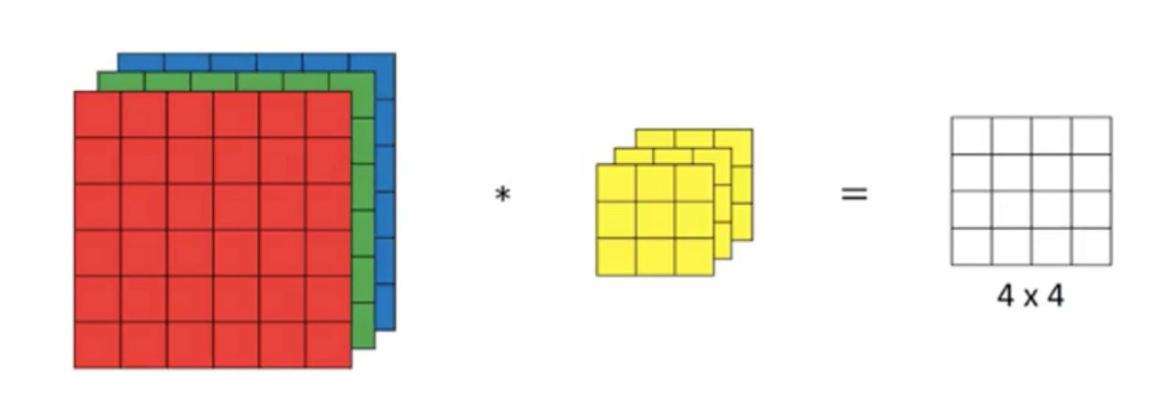 * =
4 x 4